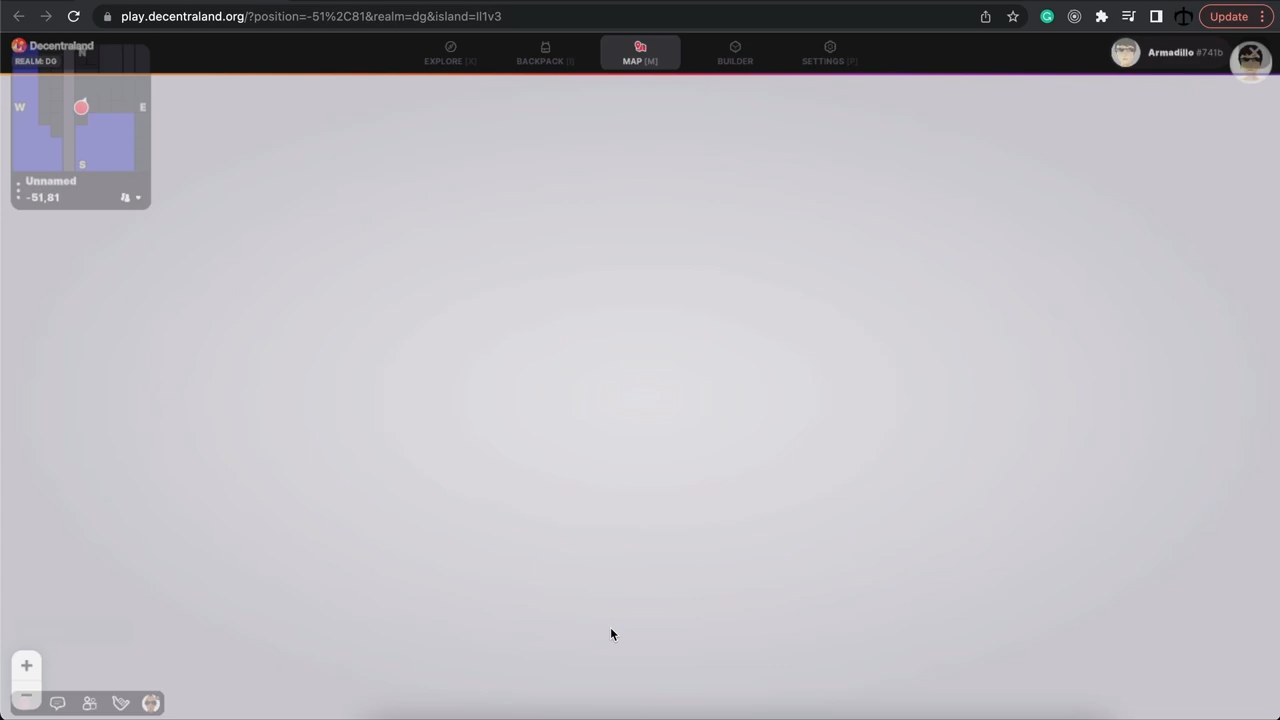 play.decentraland.org/?position=-51%2C81&realm=dg&island=Il1v3
Update
Decentraland
REALM: DG
EXPLORE [X]
BACKPACK [I]
MAP [M]
BUILDER
SETTINGS [P]
Armadillo #741b
N
W
E
S
Unnamed
-51,81
+
−